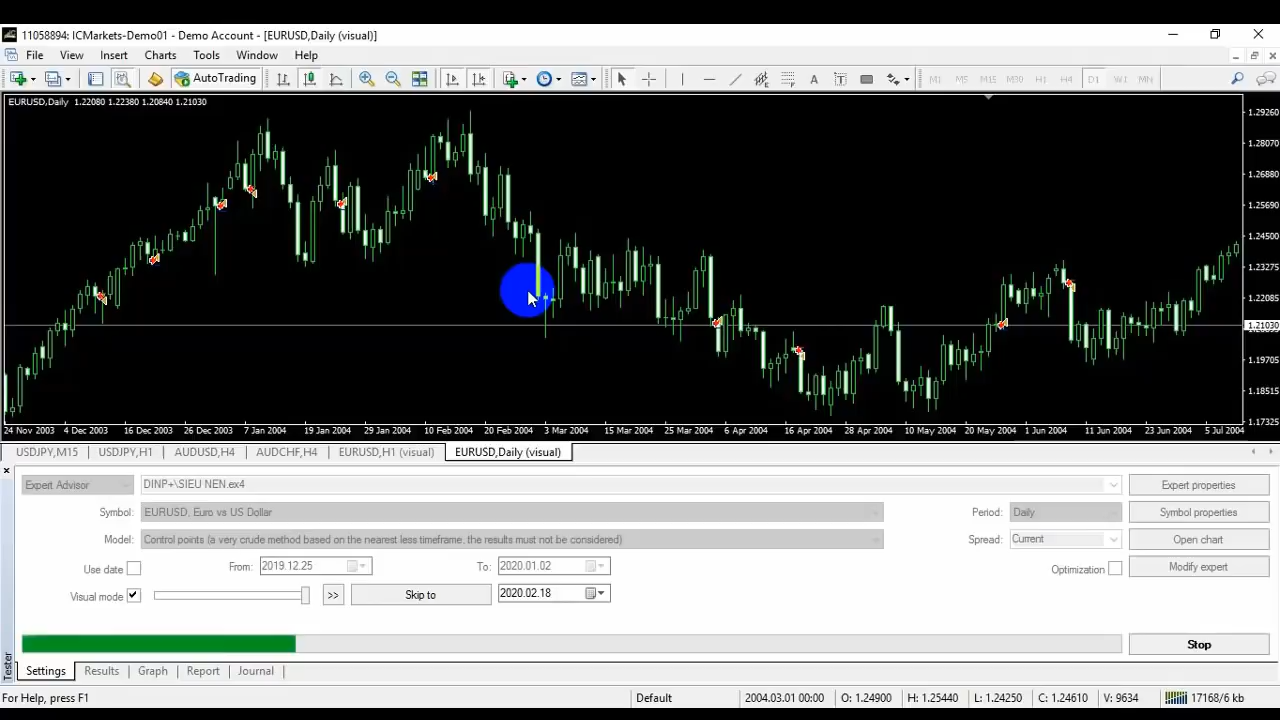 11058894: ICMarkets-Demo01 - Demo Account - [EURUSD,Daily (visual)]
File View Insert Charts Tools Window Help
AutoTrading A T M1 M5 M15 M30 H1 H4 D1 W1 MN
EURUSD,Daily 1.22080 1.22380 1.20840 1.21030
1.29260
1.28070
1.26880
1.25690
1.24500
1.23275
1.22085
1.21030
1.19705
1.18515
1.17325
24 Nov 2003 4 Dec 2003 16 Dec 2003 26 Dec 2003 7 Jan 2004 19 Jan 2004 29 Jan 2004 10 Feb 2004 20 Feb 2004 3 Mar 2004 15 Mar 2004 25 Mar 2004 6 Apr 2004 16 Apr 2004 28 Apr 2004 10 May 2004 20 May 2004 1 Jun 2004 11 Jun 2004 23 Jun 2004 5 Jul 2004
USDJPY,M15 USDJPY,H1 AUDUSD,H4 AUDCHF,H4 EURUSD,H1 (visual) EURUSD,Daily (visual)
Expert Advisor DINP+\SIEU NEN.ex4 Expert properties
Symbol: EURUSD, Euro vs US Dollar Period: Daily Symbol properties
Model: Control points (a very crude method based on the nearest less timeframe, the results must not be considered) Spread: Current Open chart
Use date From: 2019.12.25 To: 2020.01.02 Optimization Modify expert
Visual mode >> Skip to 2020.02.18
Stop
Tester
Settings Results Graph Report Journal
For Help, press F1 Default 2004.03.01 00:00 O: 1.24900 H: 1.25440 L: 1.24250 C: 1.24610 V: 9634 17168/6 kb